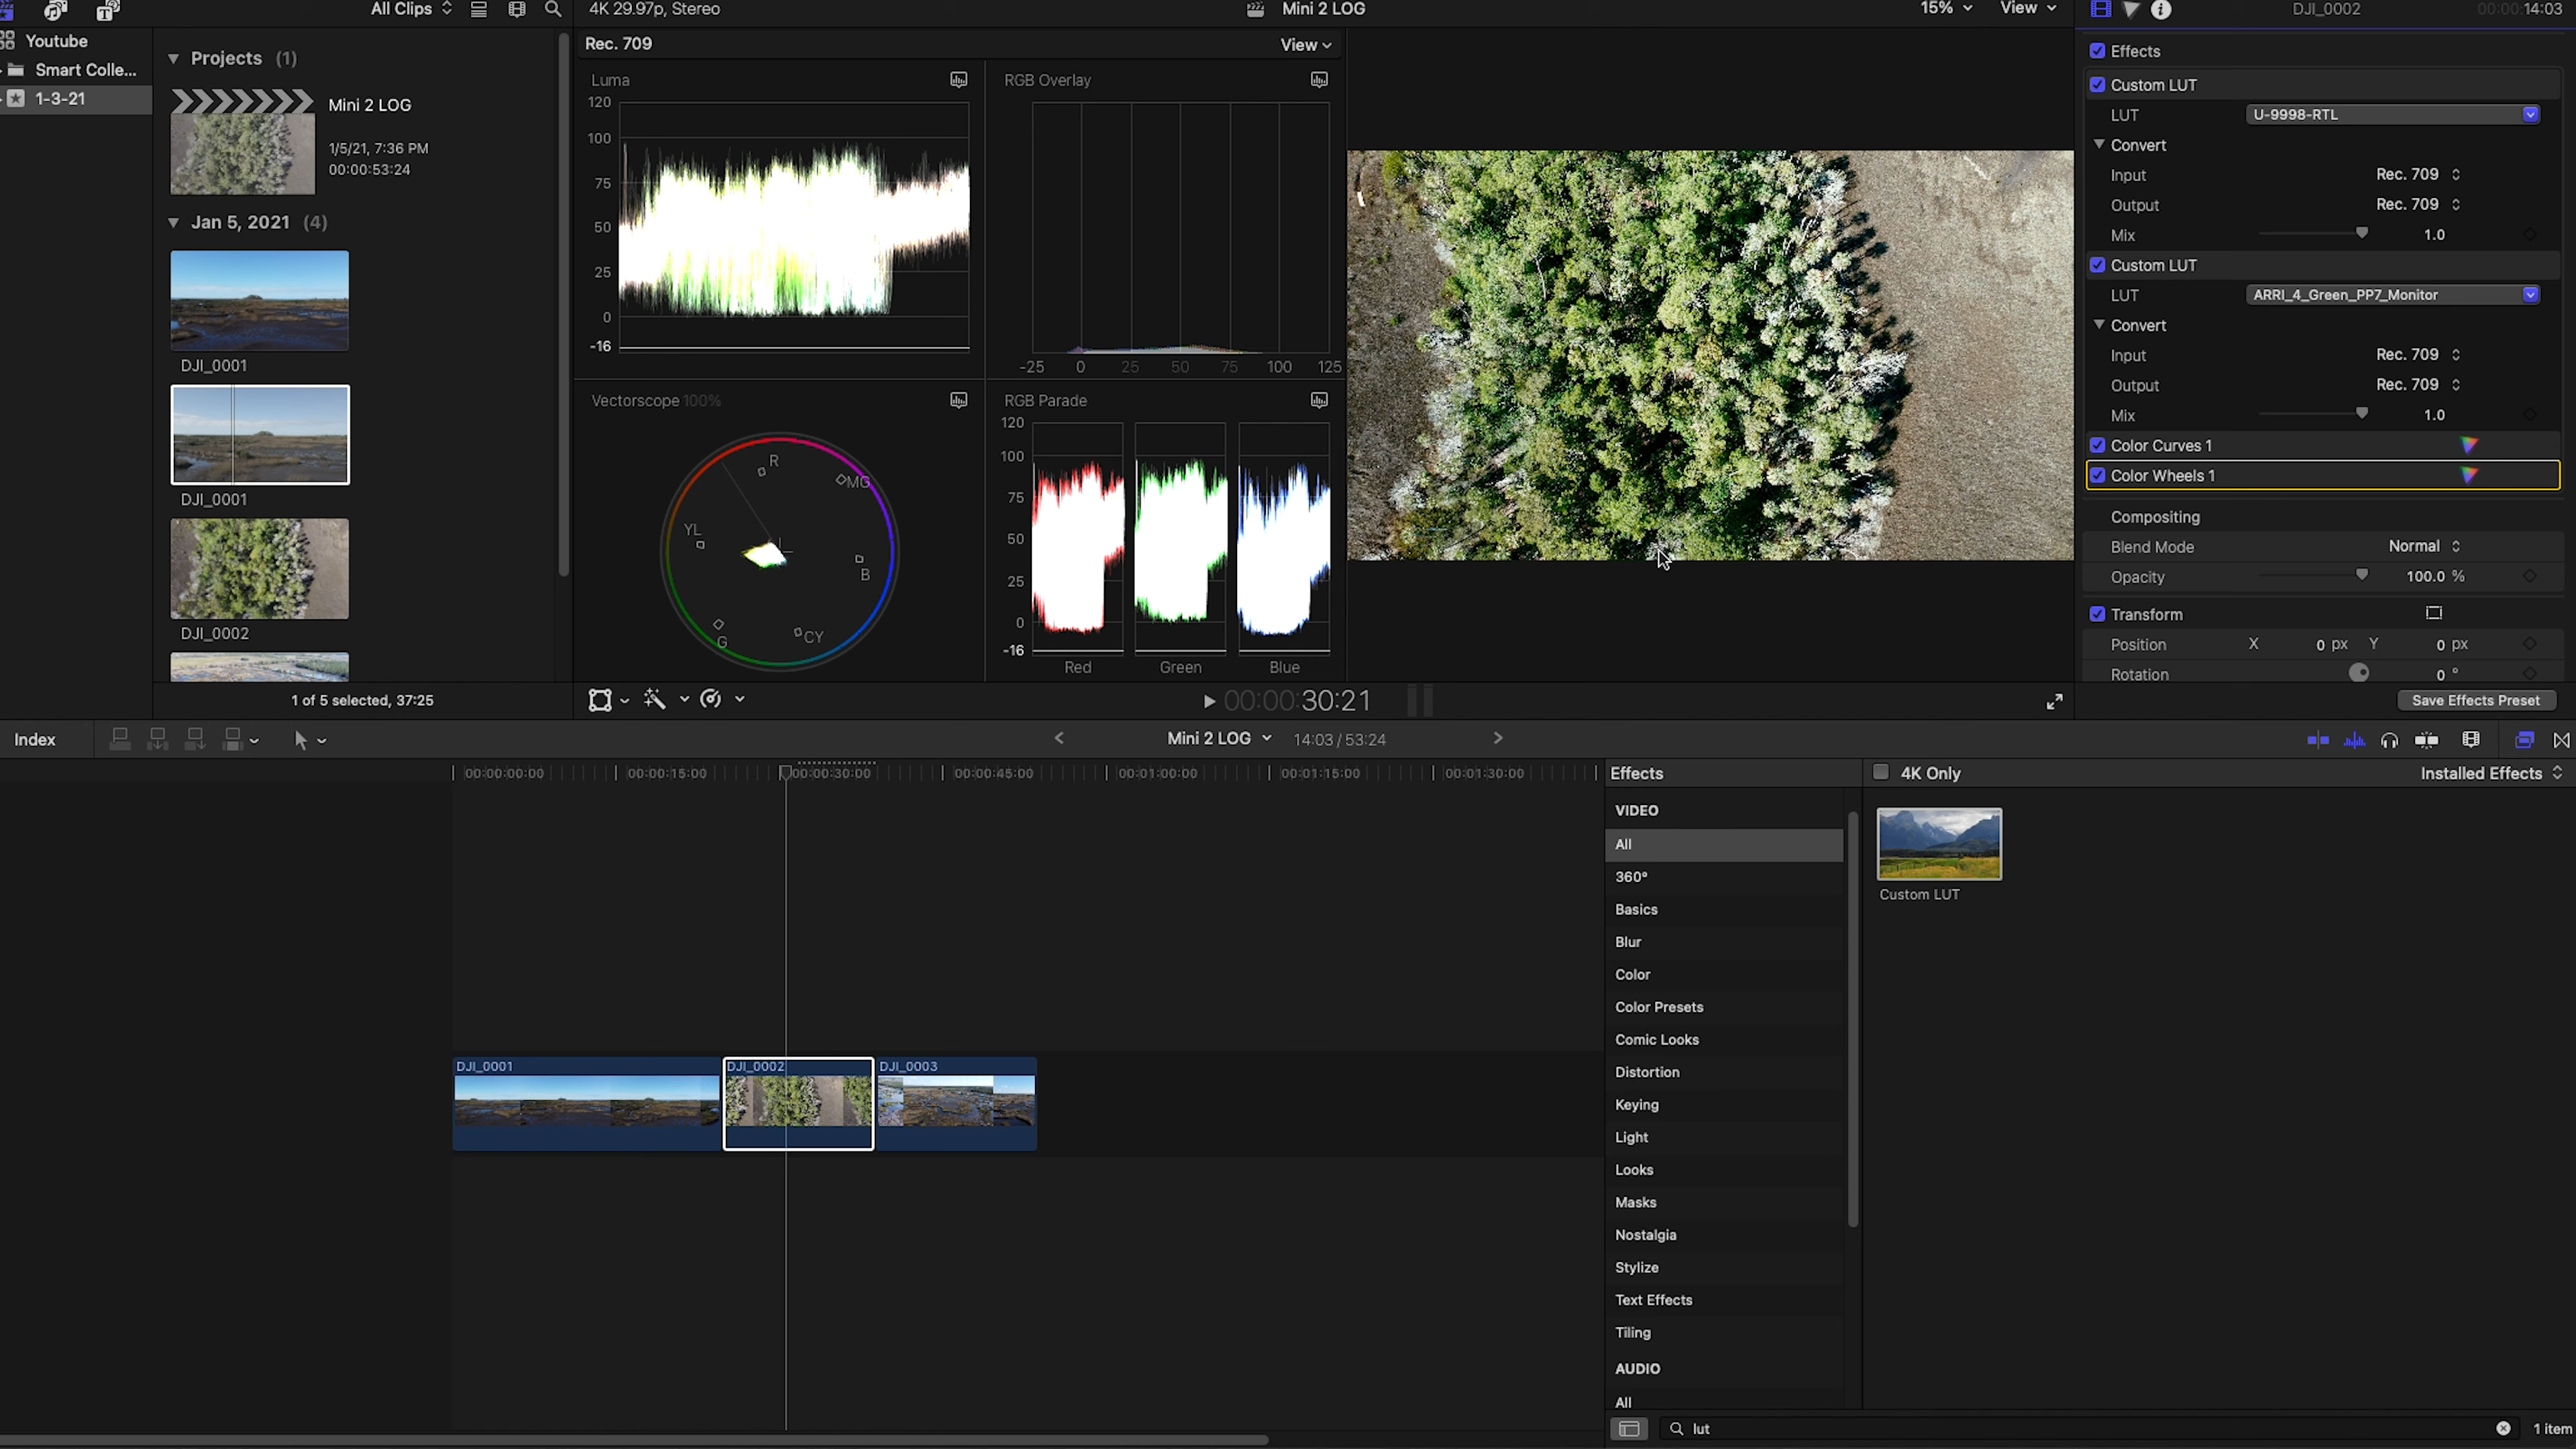 All Clips
4K 29.97p, Stereo
Mini 2 LOG
15%
View
DJI_0002
00:00:14:03
Youtube
Smart Colle...
1-3-21
Projects (1)
Mini 2 LOG
1/5/21, 7:36 PM
00:00:53:24
Jan 5, 2021 (4)
DJI_0001
DJI_0001
DJI_0002
1 of 5 selected, 37:25
Rec. 709
View
Luma
120
100
75
50
25
0
-16
RGB Overlay
-25 0 25 50 75 100 125
Vectorscope 100%
R
MG
YL
B
G
CY
RGB Parade
120
100
75
50
25
0
-16
Red Green Blue
00:00:00:30:21
Effects
Custom LUT
LUT U-9998-RTL
Convert
Input Rec. 709
Output Rec. 709
Mix 1.0
Custom LUT
LUT ARRI_4_Green_PP7_Monitor
Convert
Input Rec. 709
Output Rec. 709
Mix 1.0
Color Curves 1
Color Wheels 1
Compositing
Blend Mode Normal
Opacity 100.0 %
Transform
Position X 0 px Y 0 px
Rotation 0 °
Save Effects Preset
Index
Mini 2 LOG 14:03 / 53:24
00:00:00:00 00:00:15:00 00:00:30:00 00:00:45:00 00:01:00:00 00:01:15:00 00:01:30:00
DJI_0001 DJI_0002 DJI_0003
Effects
4K Only
Installed Effects
VIDEO
All
360°
Basics
Blur
Color
Color Presets
Comic Looks
Distortion
Keying
Light
Looks
Masks
Nostalgia
Stylize
Text Effects
Tiling
AUDIO
All
Custom LUT
lut
1 item